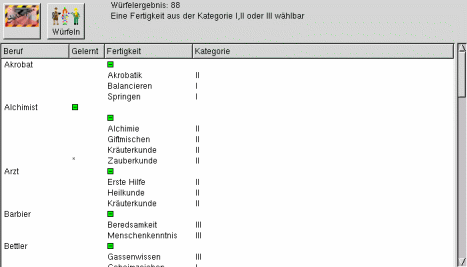 Würfelergebnis: 88
Eine Fertigkeit aus der Kategorie I,II oder III wählbar
Würfeln
Beruf Gelernt Fertigkeit Kategorie
Akrobat
Akrobatik II
Balancieren I
Springen I
Alchimist
Alchimie II
Giftmischen II
Kräuterkunde II
* Zauberkunde II
Arzt
Erste Hilfe II
Heilkunde II
Kräuterkunde II
Barbier
Beredsamkeit III
Menschenkenntnis III
Bettler
Gassenwissen III
Geheimzeichen I